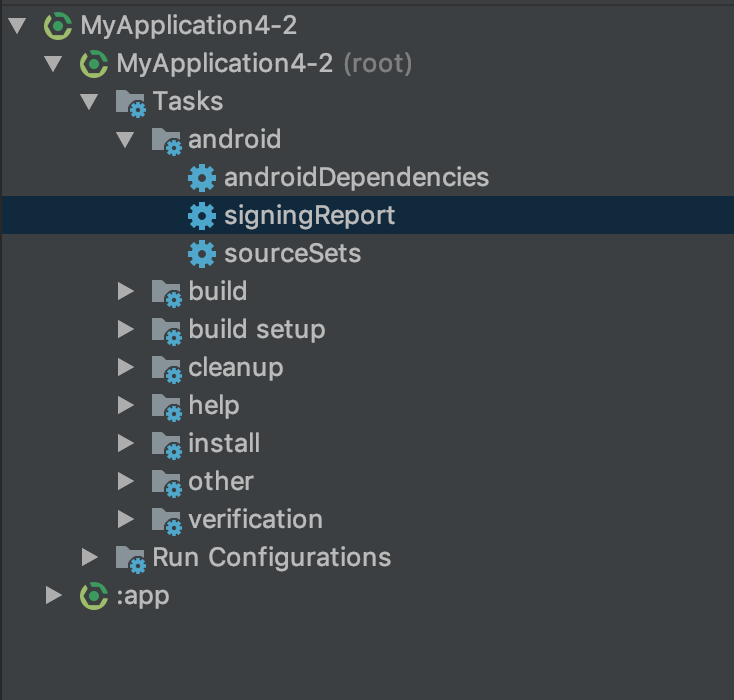 MyApplication4-2
MyApplication4-2 (root)
Tasks
android
androidDependencies
signingReport
sourceSets
build
build setup
cleanup
help
install
other
verification
Run Configurations
:app